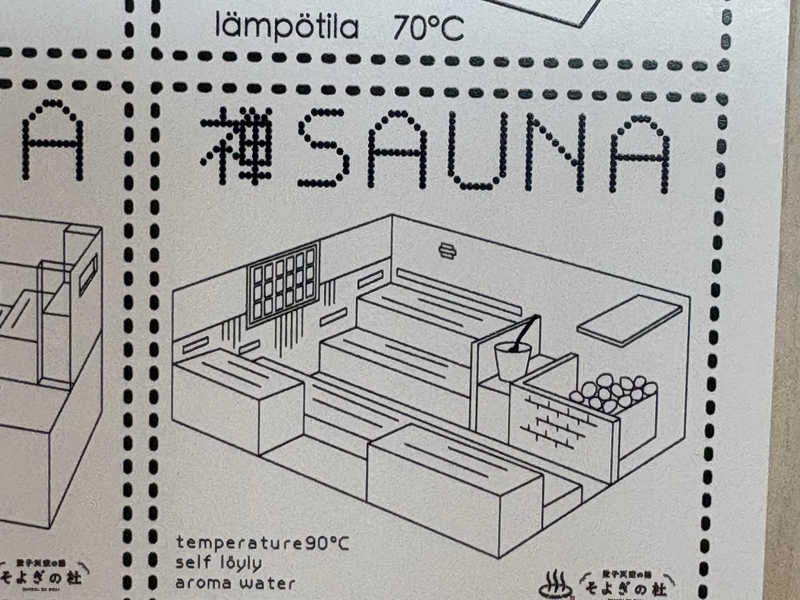 lämpötila 70°C
A
禅SAUNA
temperature90°C
self löyly
aroma water
そよぎの杜
そよぎの杜